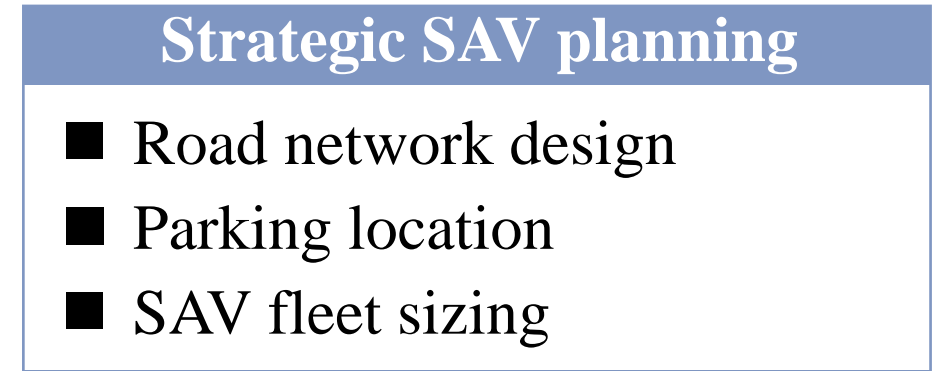 Strategic SAV planning
■ Road network design
■ Parking location
■ SAV fleet sizing